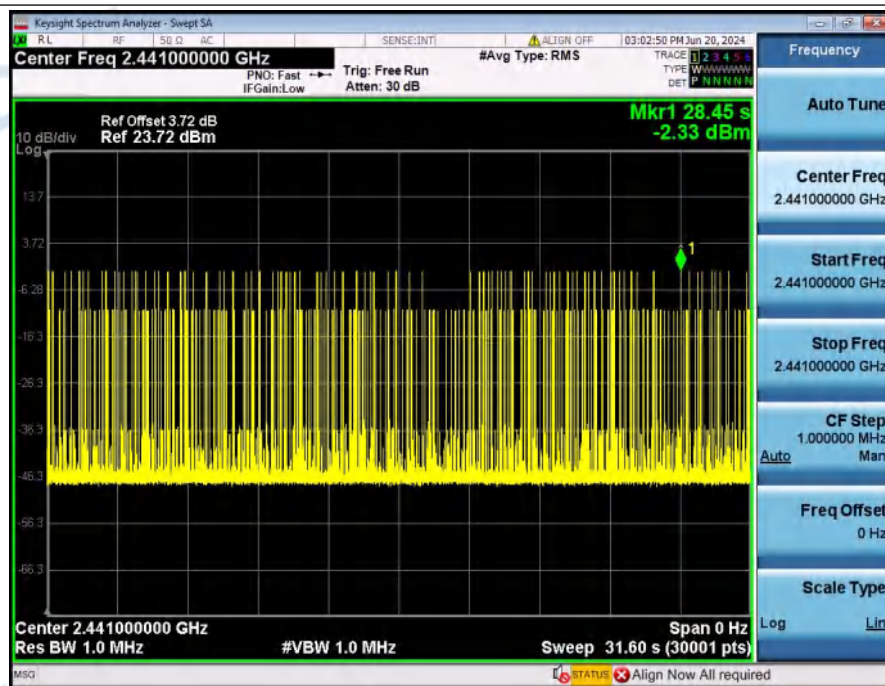 Keysight Spectrum Analyzer - Swept SA
RL RF 50 Ω AC SENSE:INT ALIGN OFF 03:02:50 PM Jun 20, 2024
Center Freq 2.441000000 GHz #Avg Type: RMS TRACE 1 2 3 4 5 6
PNO: Fast Trig: Free Run TYPE W
IFGain:Low Atten: 30 dB DET P N N N N N
Frequency
Mkr1 28.45 s
-2.33 dBm
Ref Offset 3.72 dB
10 dB/div Ref 23.72 dBm
Log
13.7
3.72
-6.28
-16.3
-26.3
-36.3
-46.3
-56.3
-66.3
1
Center 2.441000000 GHz Span 0 Hz
Res BW 1.0 MHz #VBW 1.0 MHz Sweep 31.60 s (30001 pts)
MSG STATUS Align Now All required
Auto Tune
Center Freq
2.441000000 GHz
Start Freq
2.441000000 GHz
Stop Freq
2.441000000 GHz
CF Step
1.000000 MHz
Auto Man
Freq Offset
0 Hz
Scale Type
Log Lin